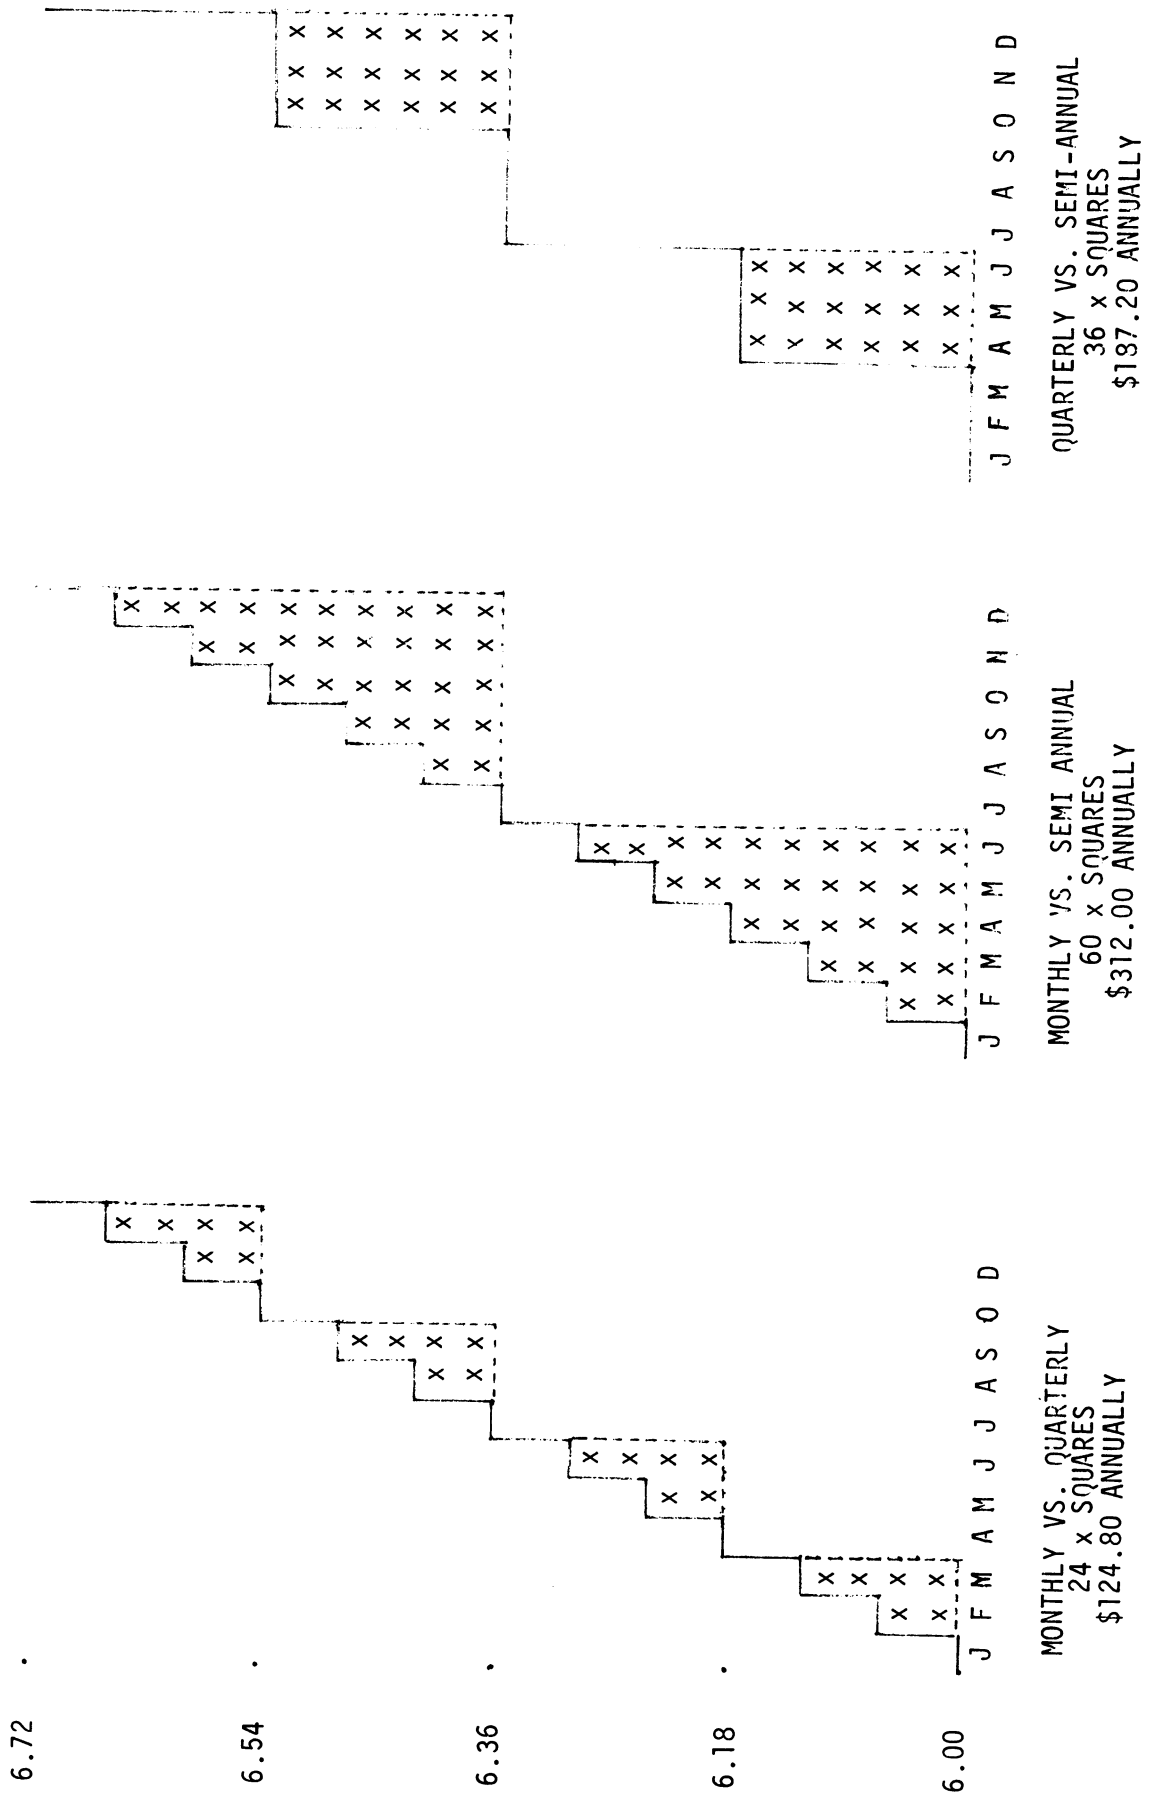 6.72
6.54
6.36
6.18
6.00
J F M A M J J A S O D
MONTHLY VS. QUARTERLY
24 x SQUARES
$124.80 ANNUALLY
J F M A M J J A S O N D
MONTHLY VS. SEMI ANNUAL
60 x SQUARES
$312.00 ANNUALLY
J F M A M J J A S O N D
QUARTERLY VS. SEMI-ANNUAL
36 x SQUARES
$187.20 ANNUALLY